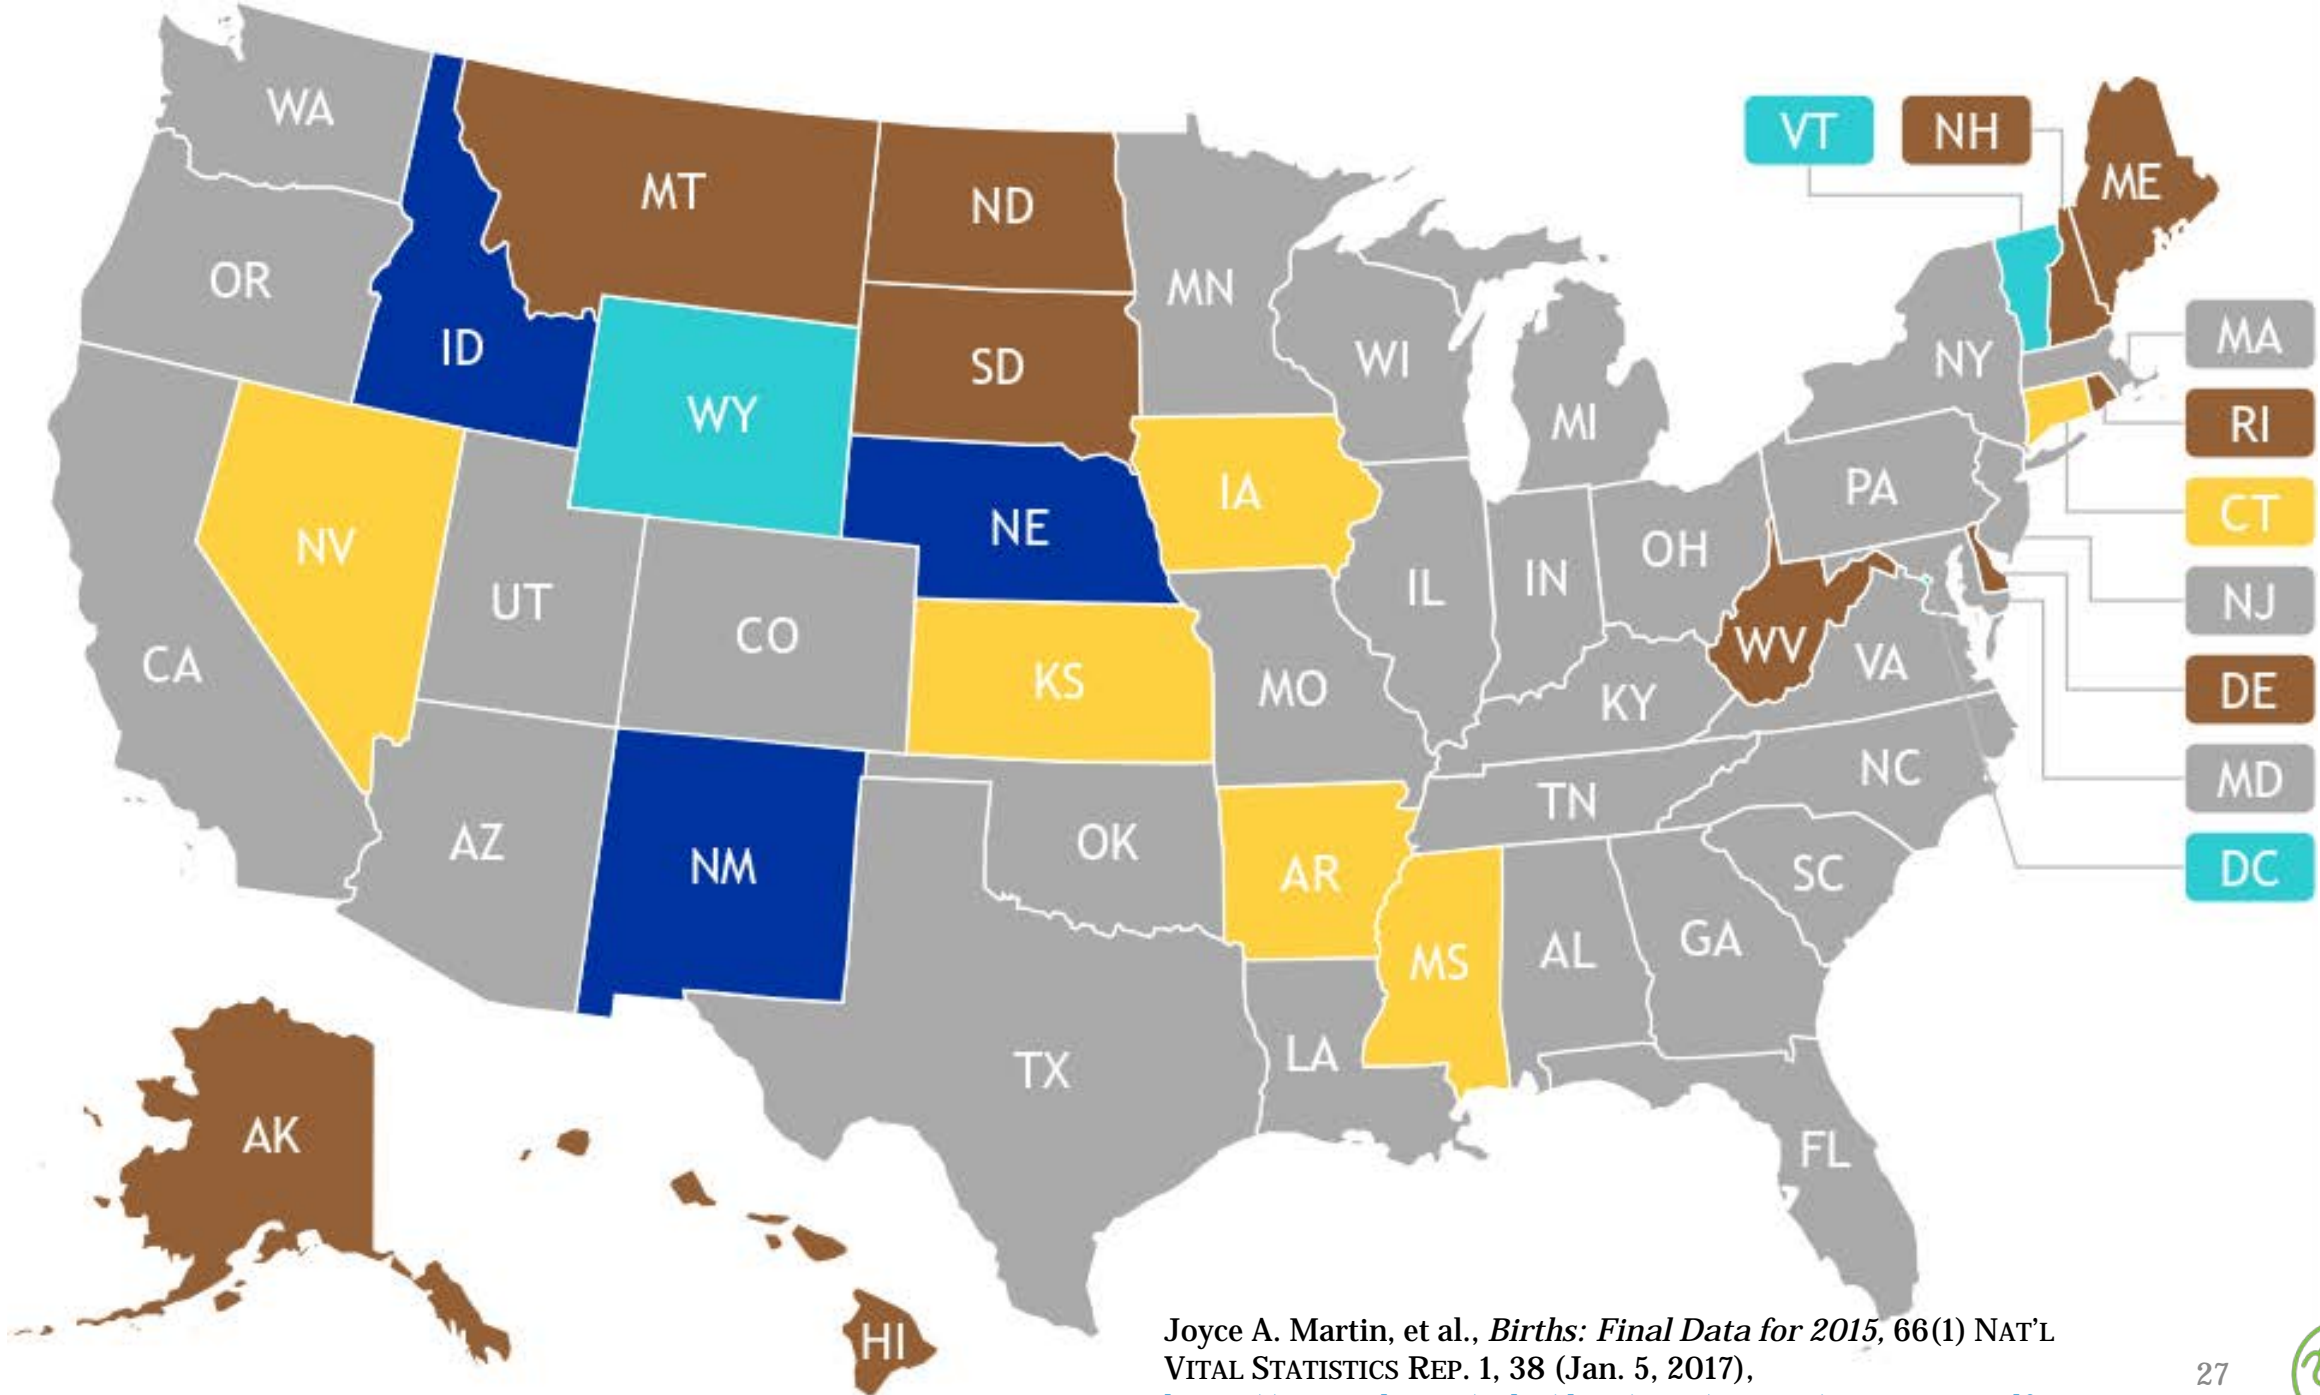 WA
MT
ND
VT
NH
ME
OR
ID
MN
SD
WI
MA
NY
WY
MI
RI
IA
PA
CT
NE
NV
OH
IN
IL
UT
NJ
CO
WV
VA
CA
KS
MO
KY
DE
NC
MD
TN
AZ
OK
NM
AR
SC
DC
MS
AL
GA
LA
TX
AK
FL
HI
Joyce A. Martin, et al., Births: Final Data for 2015, 66(1) NAT'L
VITAL STATISTICS REP. 1, 38 (Jan. 5, 2017),
27